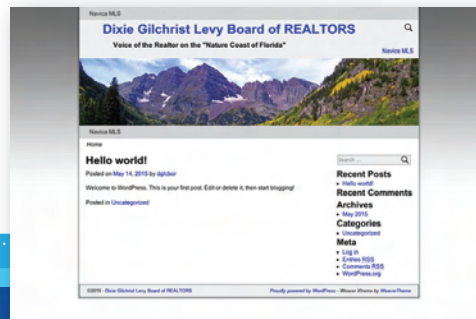 Navica MLS
Dixie Gilchrist Levy Board of REALTORS
Voice of the Realtor on the "Nature Coast of Florida"
Navica MLS
Navica MLS
Home
Hello world!
Posted on May 14, 2015 by dglcbor
Welcome to WordPress. This is your first post. Edit or delete it, then start blogging!
Posted in Uncategorized
Search ...
Recent Posts
Hello world!
Recent Comments
Archives
May 2015
Categories
Uncategorized
Meta
Log in
Entries RSS
Comments RSS
WordPress.org
©2015 - Dixie Gilchrist Levy Board of REALTORS
Proudly powered by WordPress - Weaver Xtreme by WeaverTheme